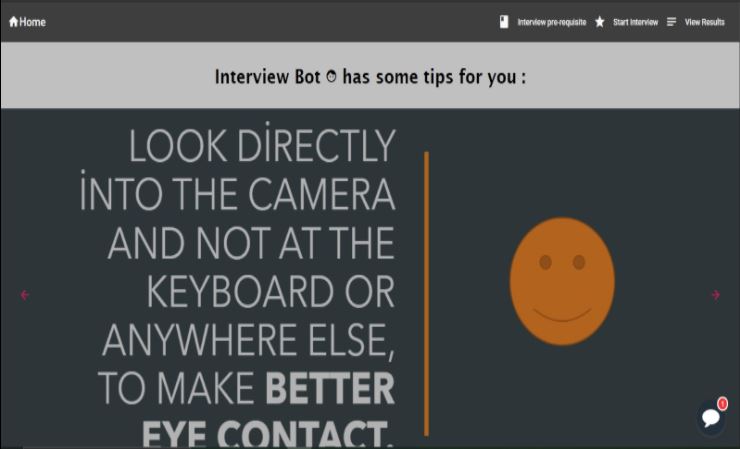 Home
Interview pre-requisite
Start Interview
View Results
Interview Bot has some tips for you :
LOOK DİRECTLY
İNTO THE CAMERA
AND NOT AT THE
KEYBOARD OR
ANYWHERE ELSE,
TO MAKE BETTER
EYE CONTACT.
1